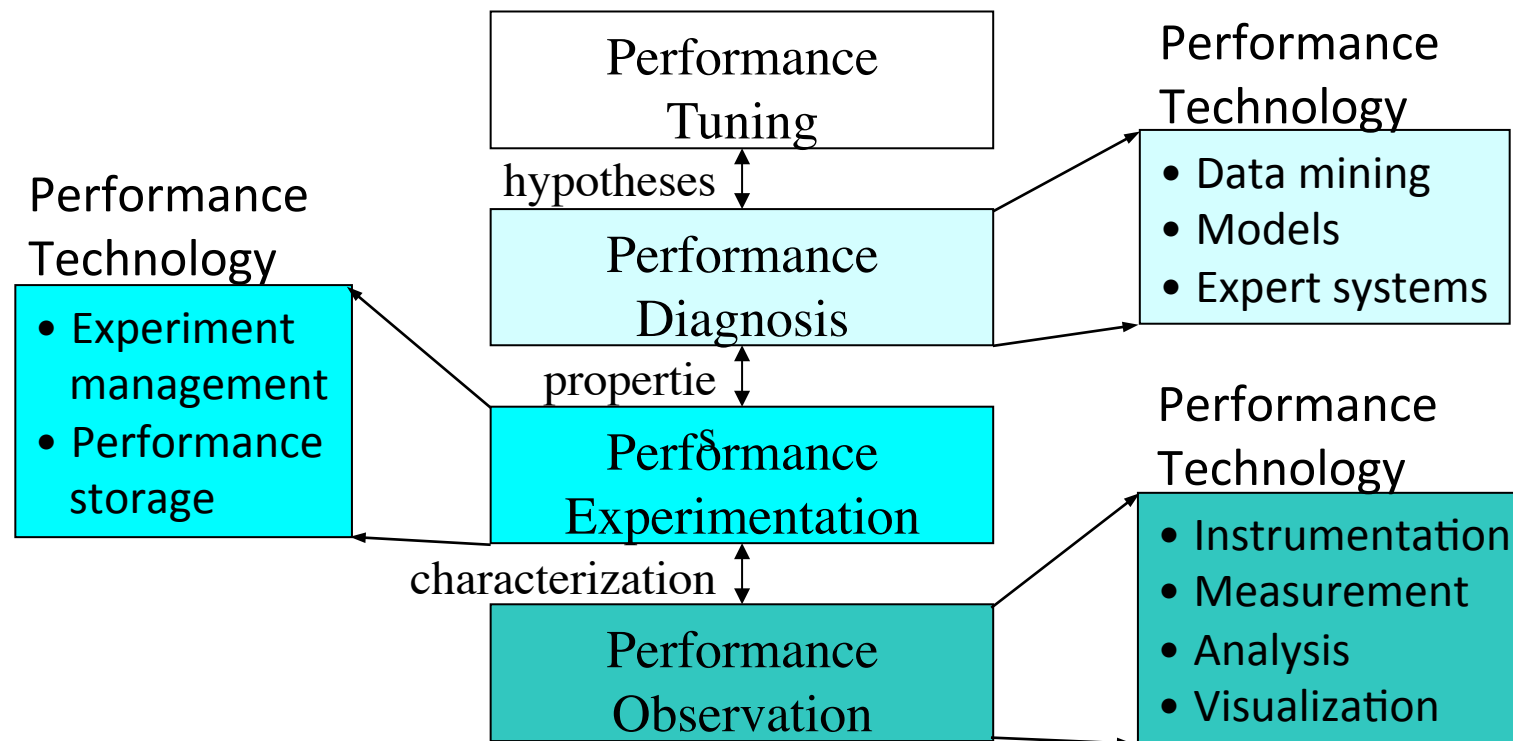 Performance
Tuning
hypotheses
Performance
Diagnosis
propertie
s
Performance
Experimentation
characterization
Performance
Observation
Performance
Technology
• Experiment
management
• Performance
storage
Performance
Technology
• Data mining
• Models
• Expert systems
Performance
Technology
• Instrumentation
• Measurement
• Analysis
• Visualization